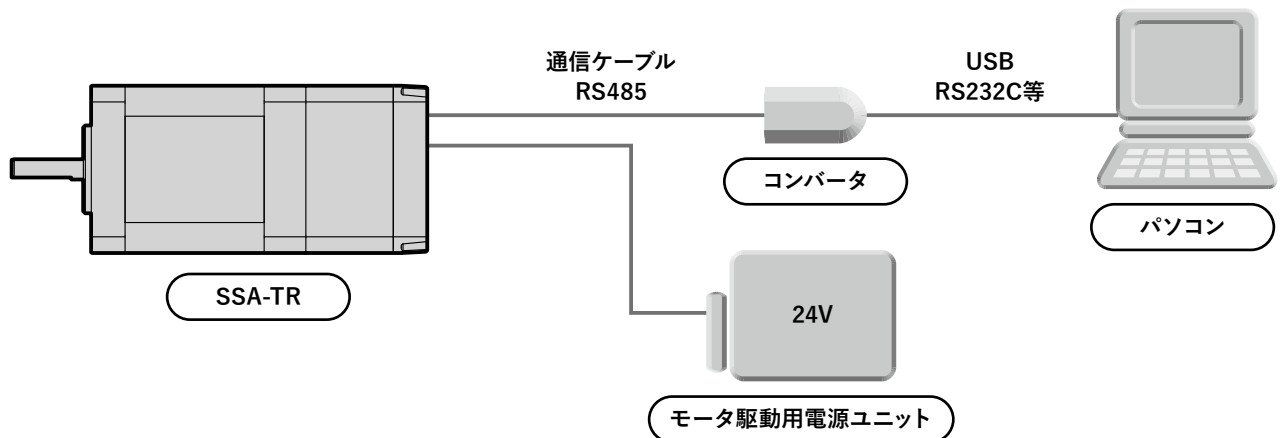 通信ケーブル
RS485
USB
RS232C等
コンバータ
パソコン
SSA-TR
24V
モータ駆動用電源ユニット